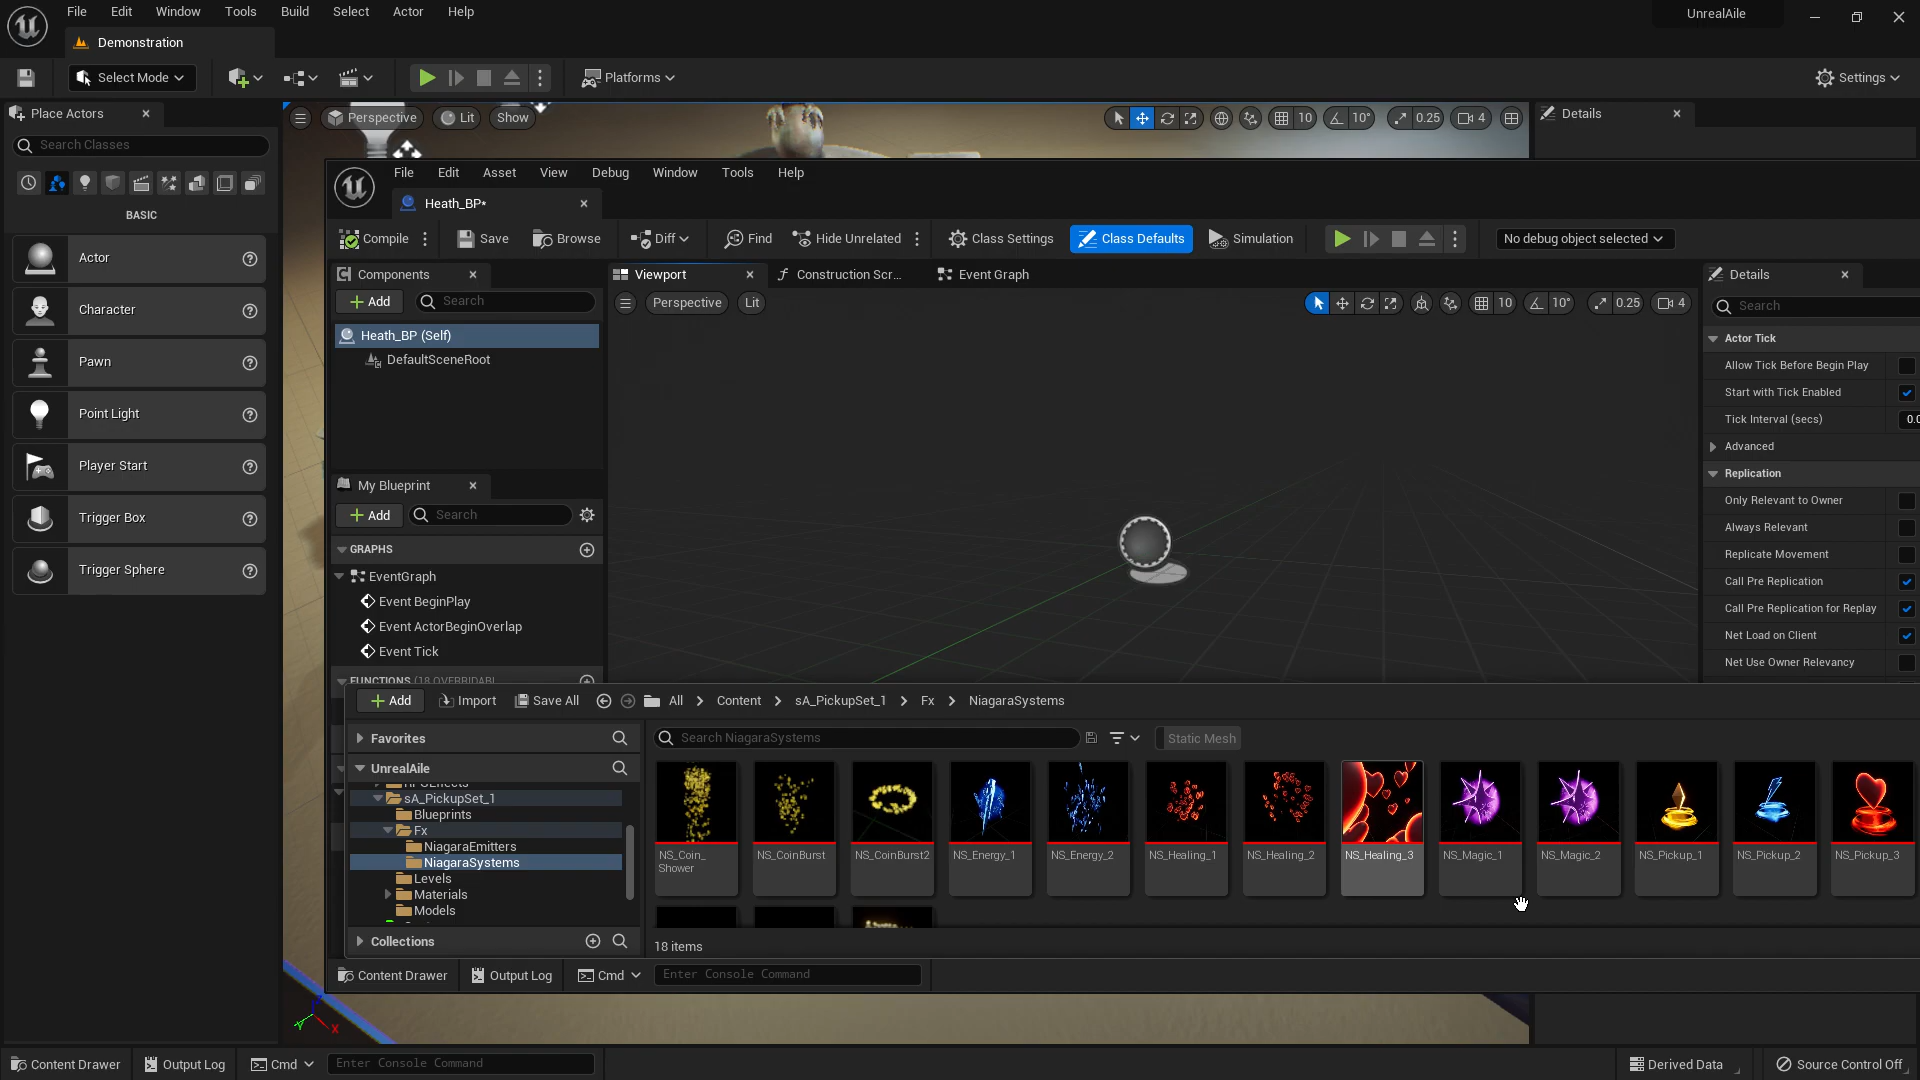 File Edit Window Tools Build Select Actor Help
UnrealAile
Demonstration
Select Mode
Platforms
Settings
Place Actors
Search Classes
BASIC
Actor
Character
Pawn
Point Light
Player Start
Trigger Box
Trigger Sphere
Perspective Lit Show
10 10° 0.25 4
Details
File Edit Asset View Debug Window Tools Help
Heath_BP*
Compile Save Browse Diff Find Hide Unrelated Class Settings Class Defaults Simulation No debug object selected
Components
Add Search
Heath_BP (Self)
DefaultSceneRoot
My Blueprint
Add Search
GRAPHS
EventGraph
Event BeginPlay
Event ActorBeginOverlap
Event Tick
FUNCTIONS (18 OVERRIDABL
Viewport Construction Scr... Event Graph
Perspective Lit
10 10° 0.25 4
Details
Search
Actor Tick
Allow Tick Before Begin Play
Start with Tick Enabled
Tick Interval (secs) 0.0
Advanced
Replication
Only Relevant to Owner
Always Relevant
Replicate Movement
Call Pre Replication
Call Pre Replication for Replay
Net Load on Client
Net Use Owner Relevancy
Add Import Save All All > Content > sA_PickupSet_1 > Fx > NiagaraSystems
Favorites
UnrealAile
sA_PickupSet_1
Blueprints
Fx
NiagaraEmitters
NiagaraSystems
Levels
Materials
Models
Collections
Search NiagaraSystems
Static Mesh
NS_Coin_
Shower
NS_CoinBurst
NS_CoinBurst2
NS_Energy_1
NS_Energy_2
NS_Healing_1
NS_Healing_2
NS_Healing_3
NS_Magic_1
NS_Magic_2
NS_Pickup_1
NS_Pickup_2
NS_Pickup_3
18 items
Content Drawer Output Log Cmd Enter Console Command
Y X
Content Drawer Output Log Cmd Enter Console Command
Derived Data Source Control Off